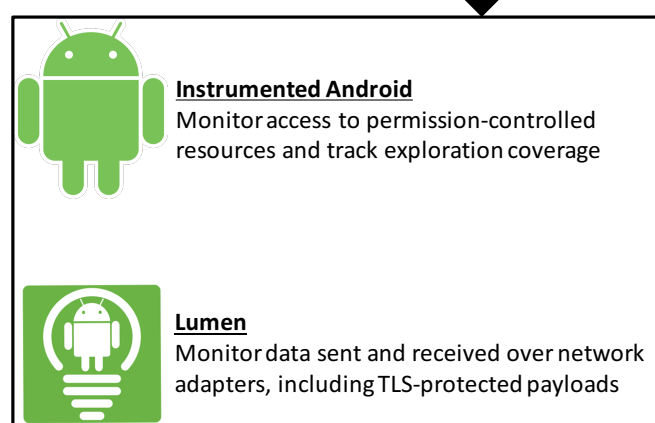 Instrumented Android
Monitor access to permission-controlled
resources and track exploration coverage
Lumen
Monitor data sent and received over network
adapters, including TLS-protected payloads